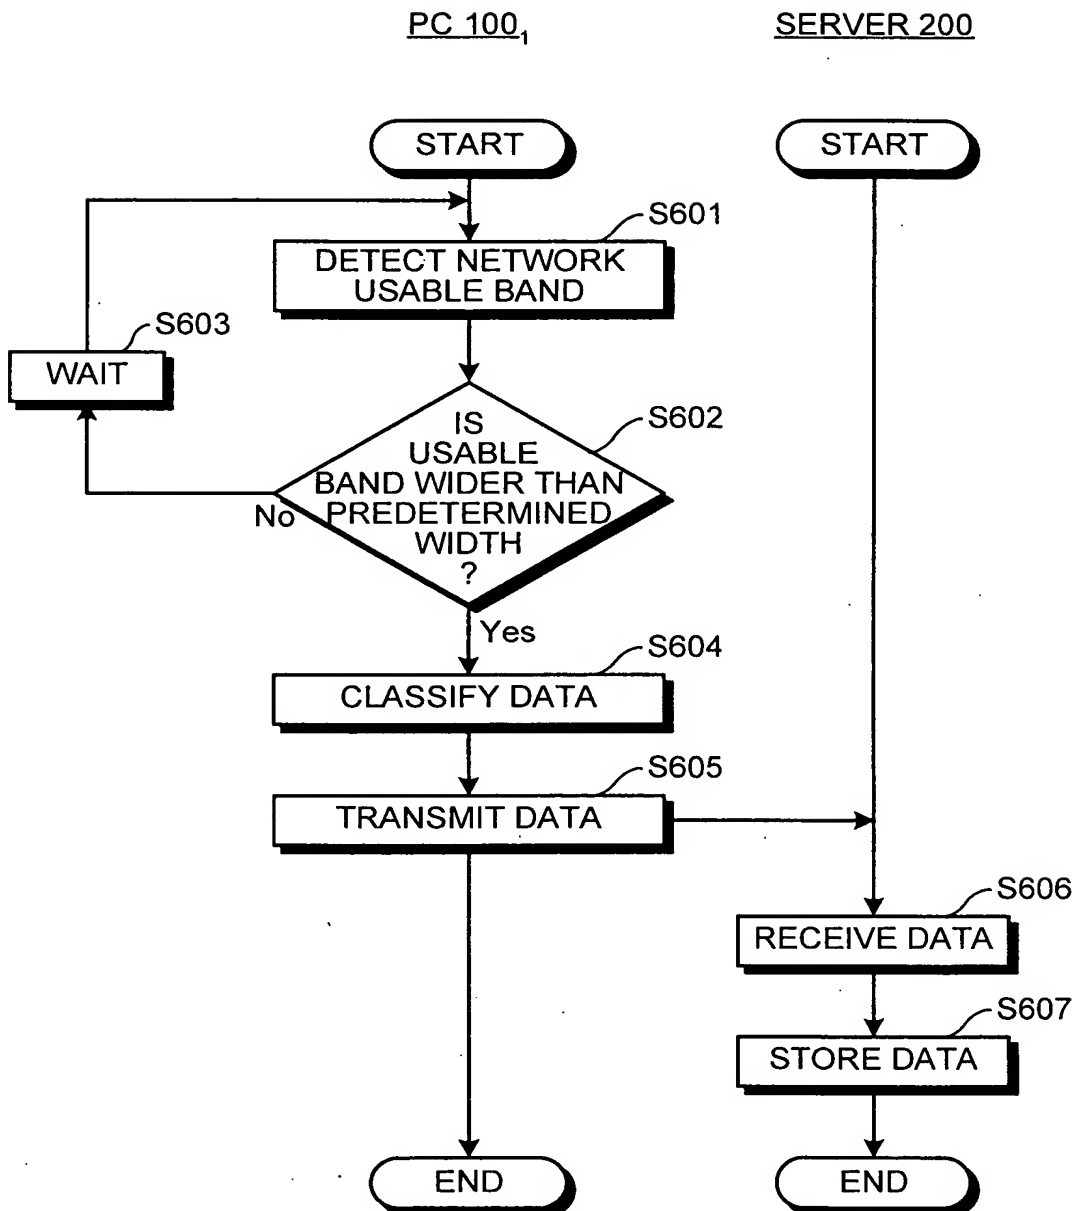 PC 100₁
SERVER 200
START
START
S601
DETECT NETWORK
USABLE BAND
S603
WAIT
S602
IS
USABLE
BAND WIDER THAN
PREDETERMINED
WIDTH
?
No
Yes
S604
CLASSIFY DATA
S605
TRANSMIT DATA
S606
RECEIVE DATA
S607
STORE DATA
END
END